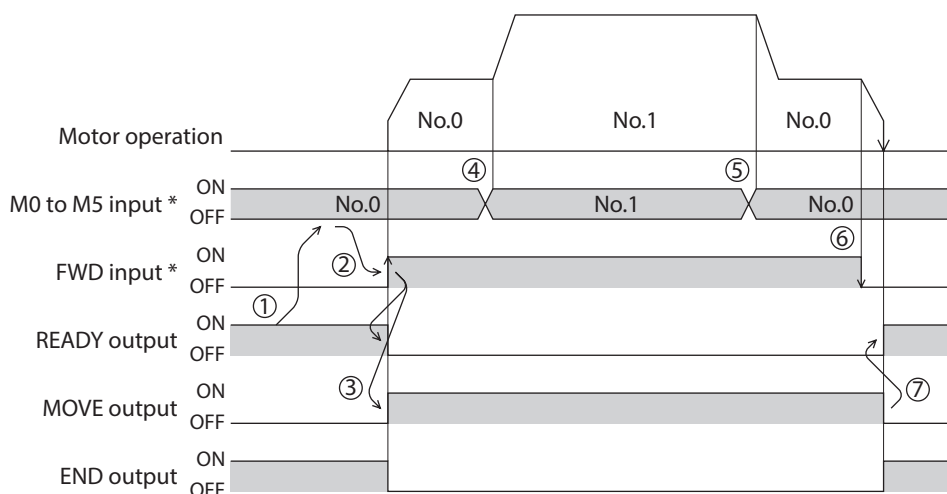 No.0 No.1 No.0
Motor operation
④ ⑤
M0 to M5 input * ON
OFF
No.0 No.1 No.0
⑥
FWD input * ON
OFF
②
①
READY output ON
OFF
③ ⑦
MOVE output ON
OFF
END output ON
OFF